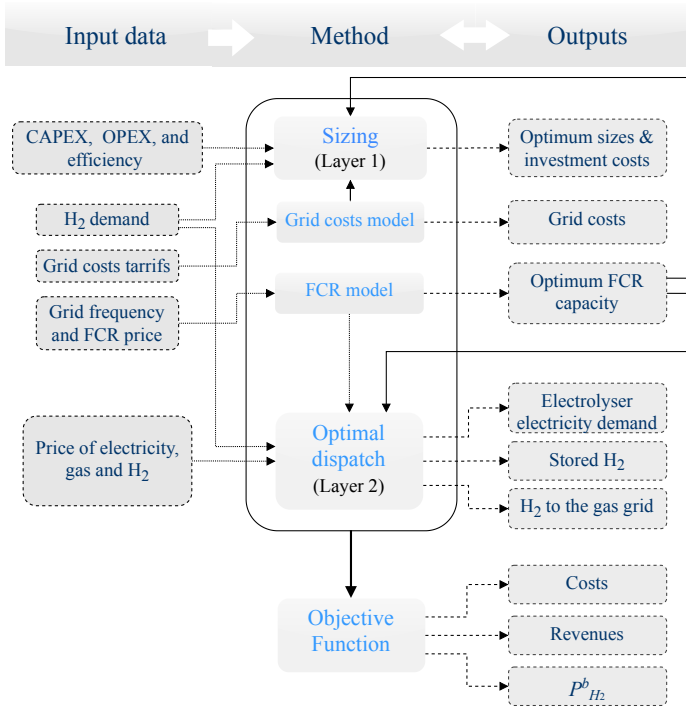 Input data
Method
Outputs
CAPEX, OPEX, and
efficiency
H2 demand
Grid costs tarrifs
Grid frequency
and FCR price
Price of electricity,
gas and H2
Sizing
(Layer 1)
Grid costs model
FCR model
Optimal
dispatch
(Layer 2)
Objective
Function
Optimum sizes &
investment costs
Grid costs
Optimum FCR
capacity
Electrolyser
electricity demand
Stored H2
H2 to the gas grid
Costs
Revenues
P^b_H2